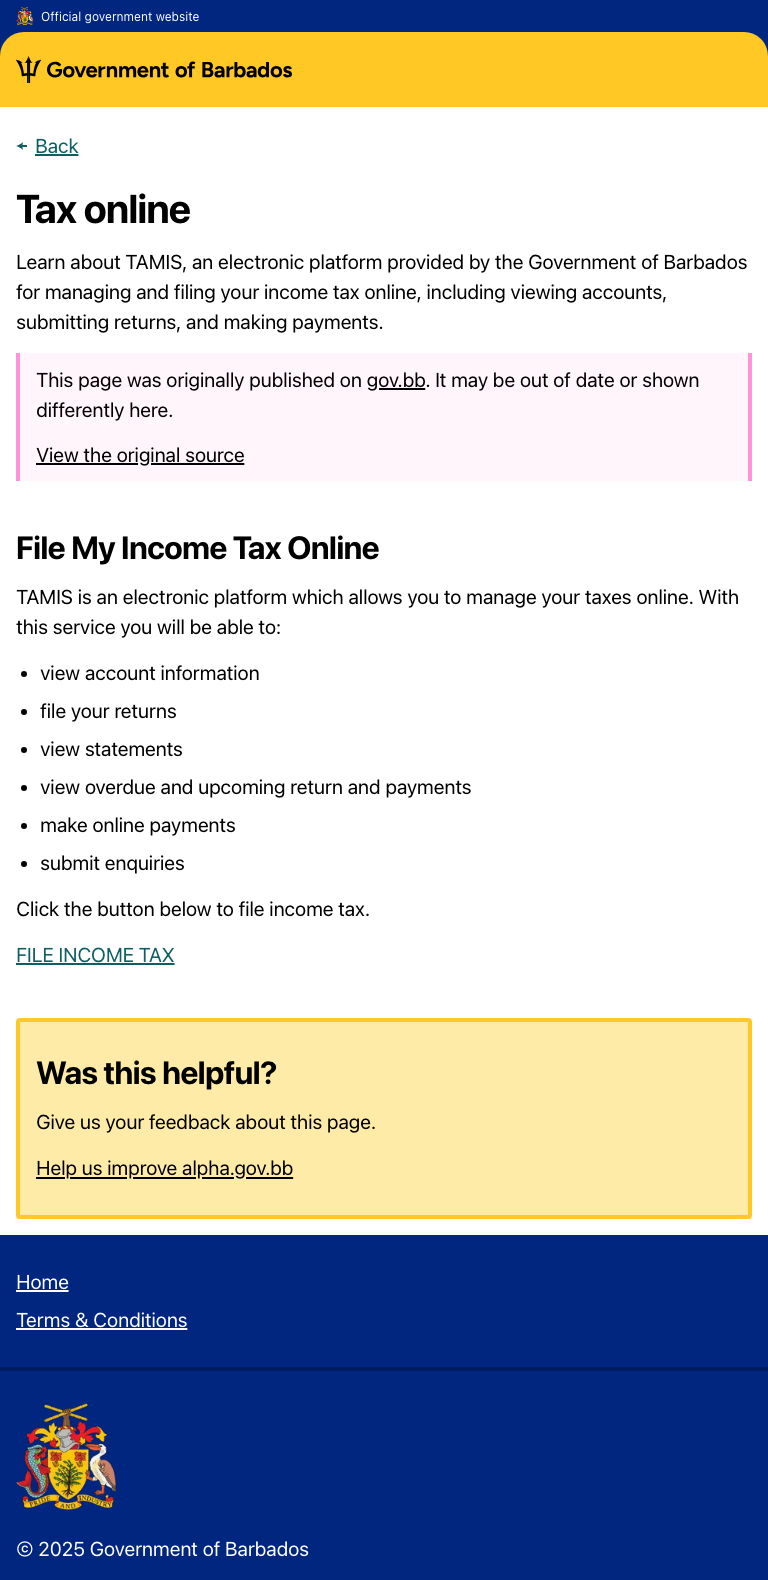 Official government website
Government of Barbados
Back
Tax online
Learn about TAMIS, an electronic platform provided by the Government of Barbados
for managing and filing your income tax online, including viewing accounts,
submitting returns, and making payments.
This page was originally published on gov.bb. It may be out of date or shown
differently here.
View the original source
File My Income Tax Online
TAMIS is an electronic platform which allows you to manage your taxes online. With
this service you will be able to:
• view account information
• file your returns
• view statements
• view overdue and upcoming return and payments
• make online payments
• submit enquiries
Click the button below to file income tax.
FILE INCOME TAX
Was this helpful?
Give us your feedback about this page.
Help us improve alpha.gov.bb
Home
Terms & Conditions
PRIDE AND INDUSTRY
© 2025 Government of Barbados